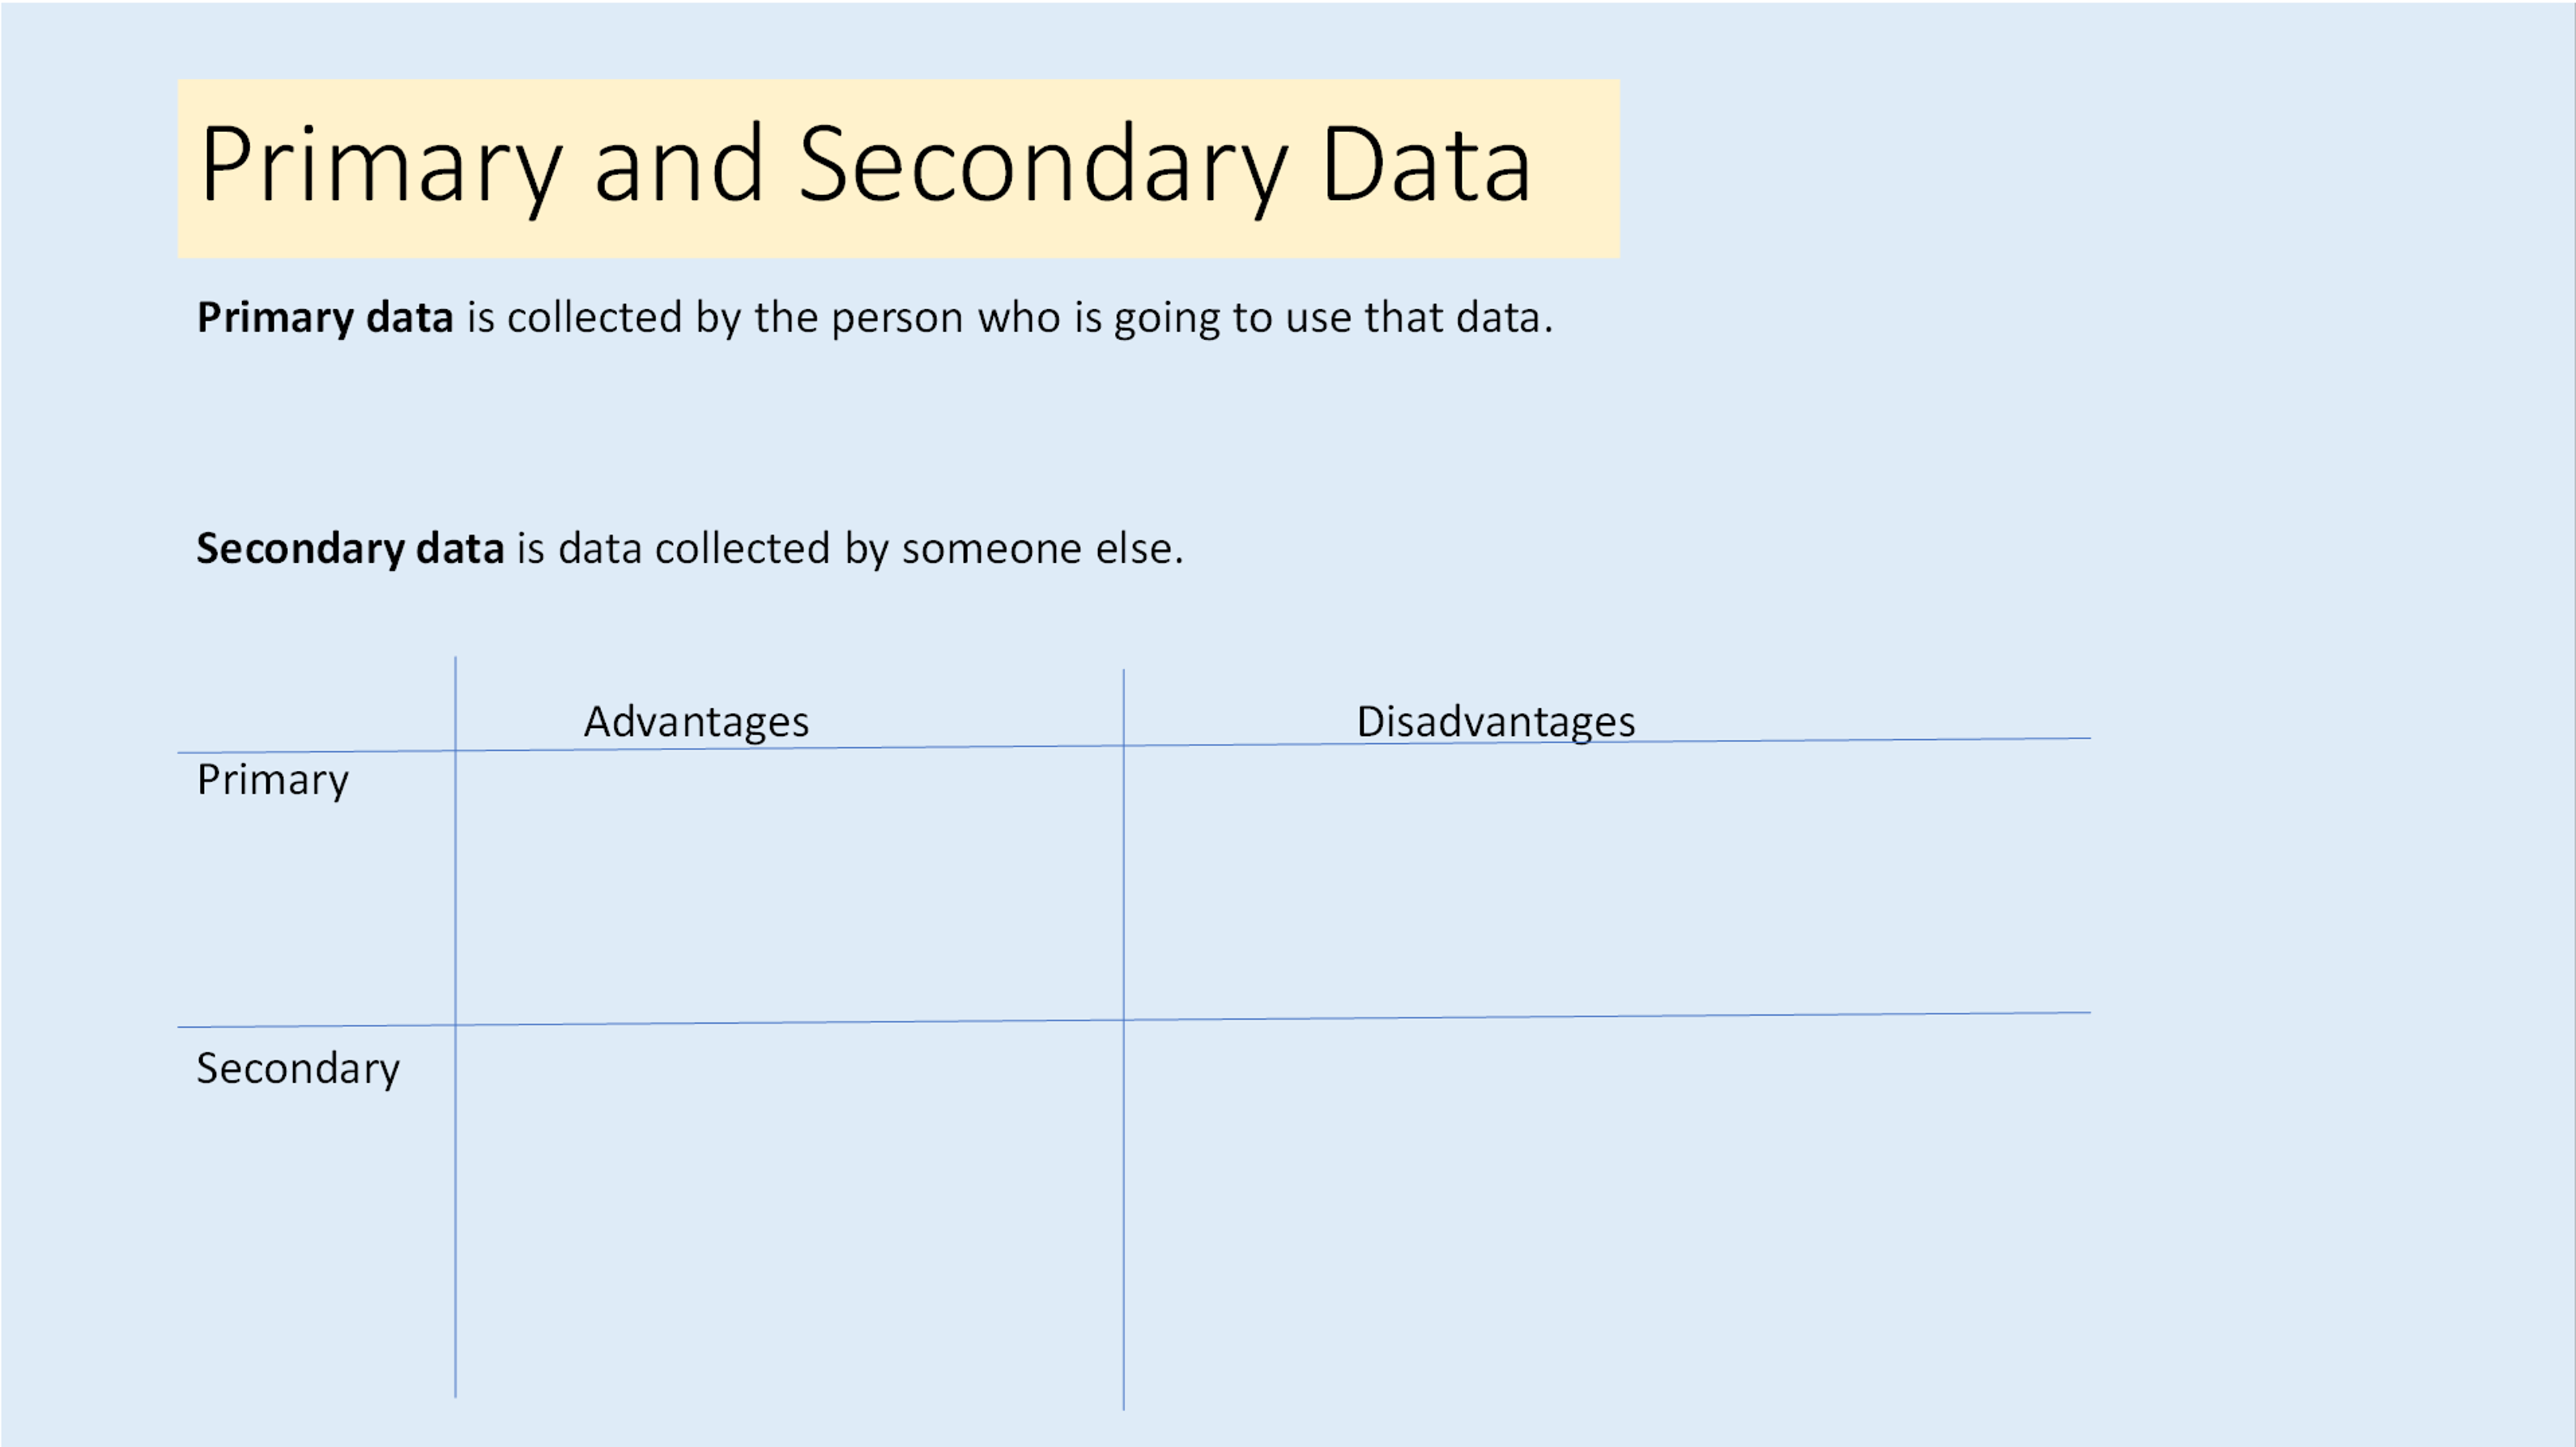 Primary and Secondary Data
Primary data is collected by the person who is going to use that data.
Secondary data is data collected by someone else.
Advantages Disadvantages
Primary
Secondary